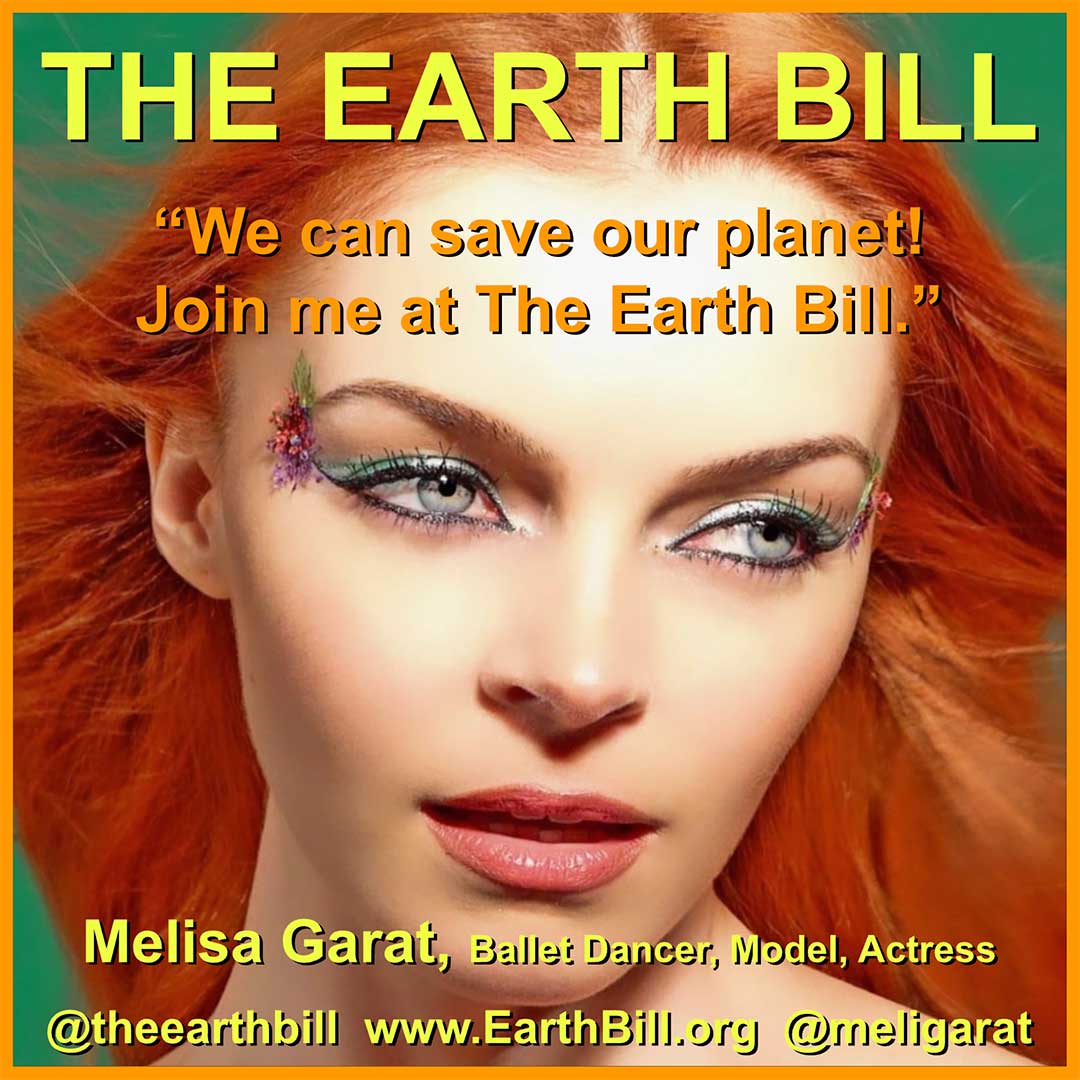 THE EARTH BILL
“We can save our planet!
Join me at The Earth Bill.”
Melisa Garat, Ballet Dancer, Model, Actress
@theearthbill www.EarthBill.org @meligarat